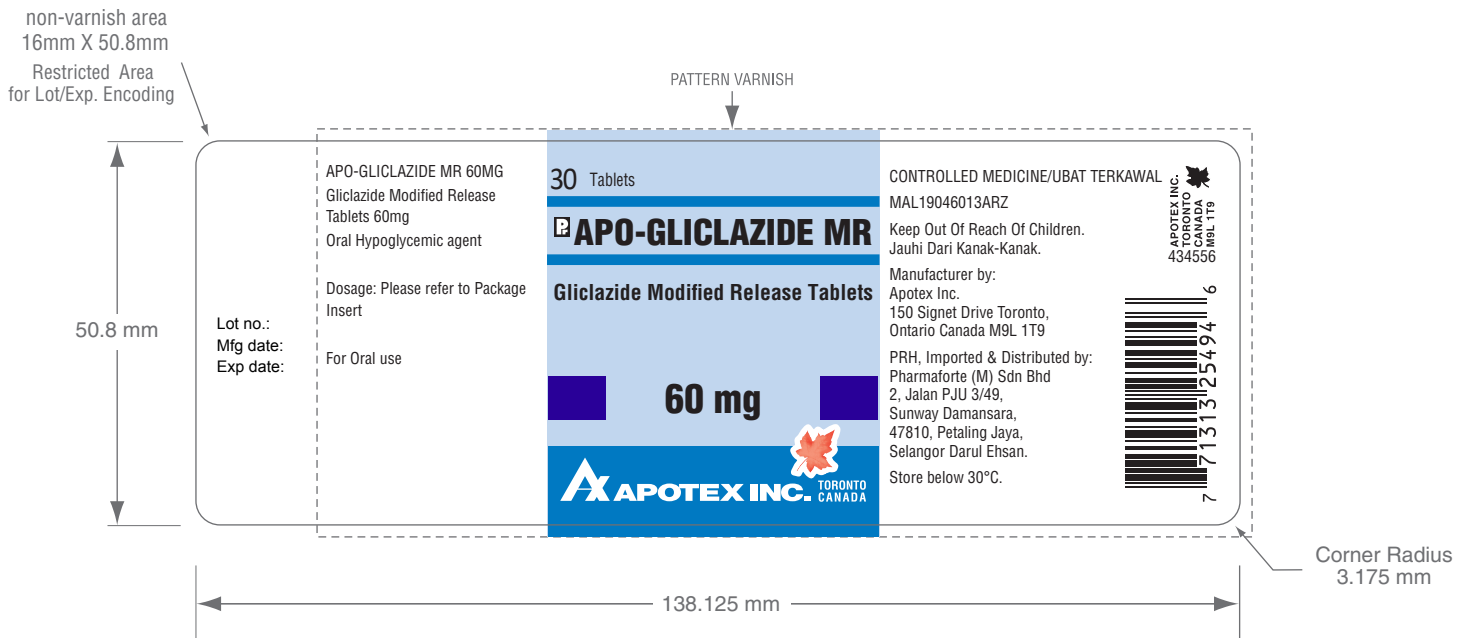 non-varnish area
16mm X 50.8mm
Restricted Area
for Lot/Exp. Encoding
PATTERN VARNISH
50.8 mm
Lot no.:
Mfg date:
Exp date:
APO-GLICLAZIDE MR 60MG
Gliclazide Modified Release
Tablets 60mg
Oral Hypoglycemic agent
Dosage: Please refer to Package
Insert
For Oral use
30 Tablets
Pr APO-GLICLAZIDE MR
Gliclazide Modified Release Tablets
60 mg
APOTEX INC. TORONTO
CANADA
CONTROLLED MEDICINE/UBAT TERKAWAL
MAL19046013ARZ
Keep Out Of Reach Of Children.
Jauhi Dari Kanak-Kanak.
Manufacturer by:
Apotex Inc.
150 Signet Drive Toronto,
Ontario Canada M9L 1T9
PRH, Imported & Distributed by:
Pharmaforte (M) Sdn Bhd
2, Jalan PJU 3/49,
Sunway Damansara,
47810, Petaling Jaya,
Selangor Darul Ehsan.
Store below 30°C.
APOTEX INC.
TORONTO
CANADA
M9L 1T9
434556
7 71313 25494 6
Corner Radius
3.175 mm
138.125 mm